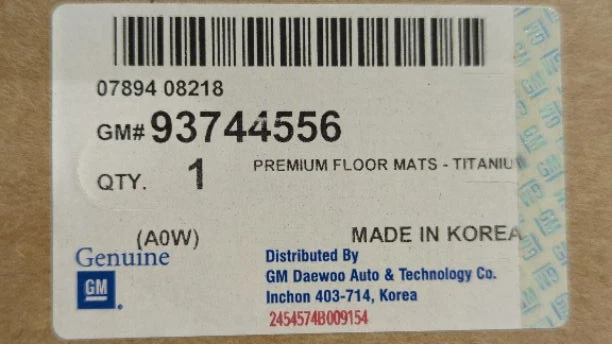 07894 08218
GM# 93744556
QTY. 1
PREMIUM FLOOR MATS - TITANIU
(A0W)
MADE IN KOREA
Genuine
GM
Distributed By
GM Daewoo Auto & Technology Co.
Inchon 403-714, Korea
2454574B009154